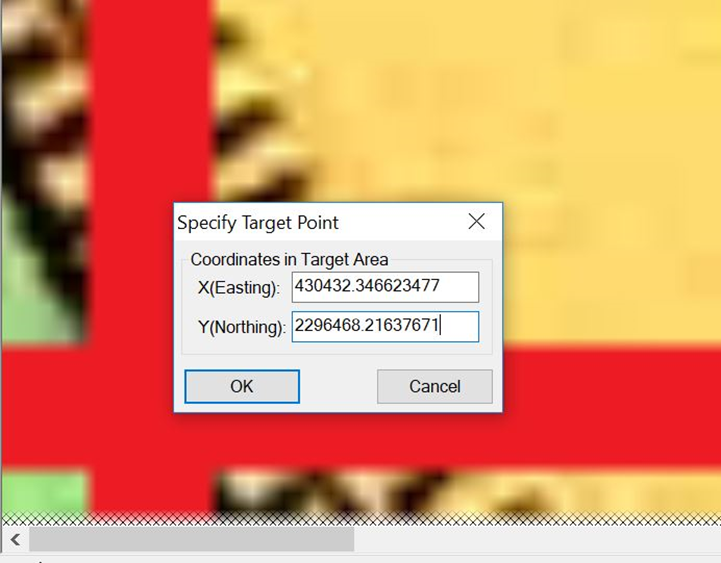 Specify Target Point
Coordinates in Target Area
X(Easting): 430432.346623477
Y(Northing): 2296468.21637671
OK Cancel